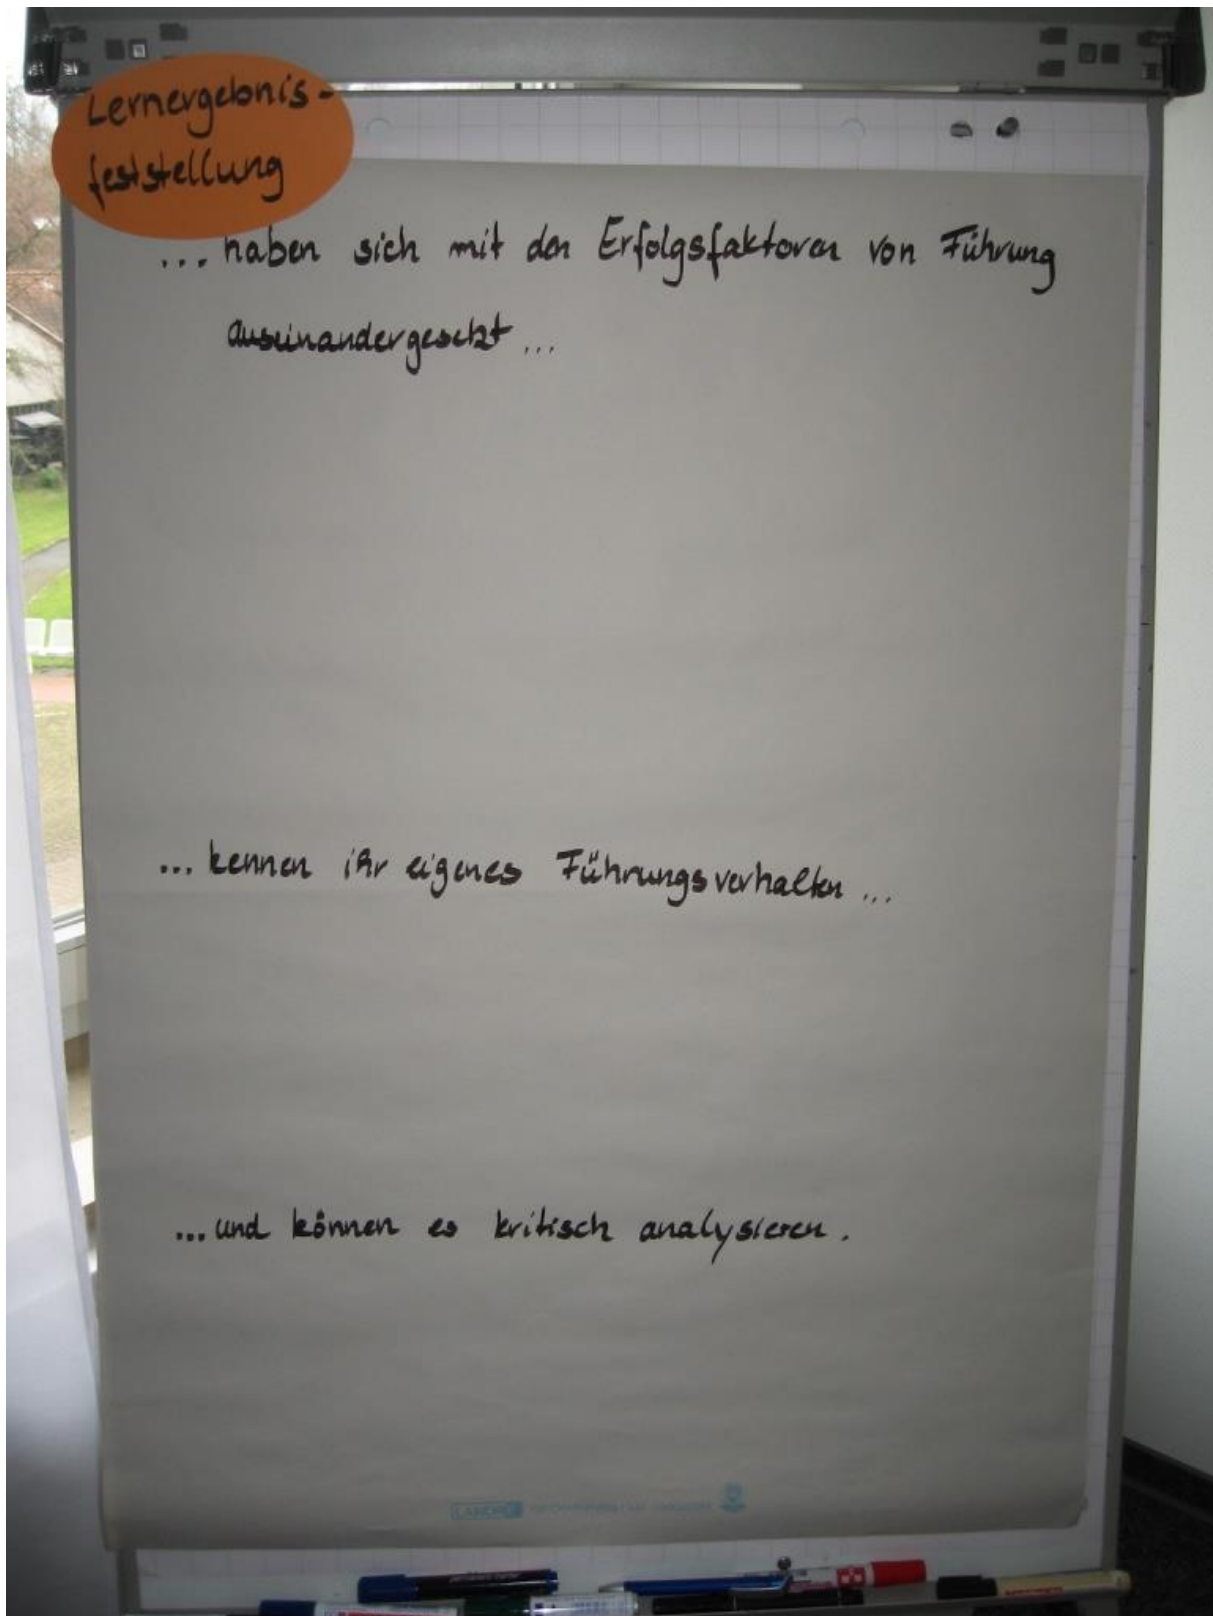 Lernergebnis-
feststellung
... haben sich mit den Erfolgsfaktoren von Führung
auseinandergesetzt ...
... kennen ihr eigenes Führungsverhalten ...
... und können es kritisch analysieren.